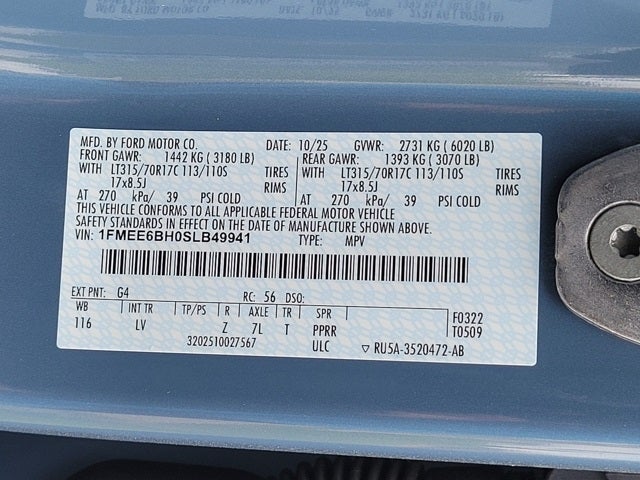 MFD. BY FORD MOTOR CO. DATE: 10/25 GVWR: 2731 KG ( 6020 LB)
FRONT GAWR: 1442 KG ( 3180 LB) REAR GAWR: 1393 KG ( 3070 LB)
WITH LT315/70R17C 113/110S TIRES WITH LT315/70R17C 113/110S TIRES
17x8.5J RIMS 17x8.5J RIMS
AT 270 kPa/ 39 PSI COLD AT 270 kPa/ 39 PSI COLD
THIS VEHICLE CONFORMS TO ALL APPLICABLE FEDERAL MOTOR VEHICLE
SAFETY STANDARDS IN EFFECT ON THE DATE OF MANUFACTURE SHOWN ABOVE.
VIN: 1FMEE6BH0SLB49941 TYPE: MPV
EXT PNT: G4 RC: 56 DSO:
WB INT TR TP/PS R AXLE TR SPR F0322
116 LV Z 7L T PPRR T0509
3202510027567 ULC ▽ RU5A-3520472-AB